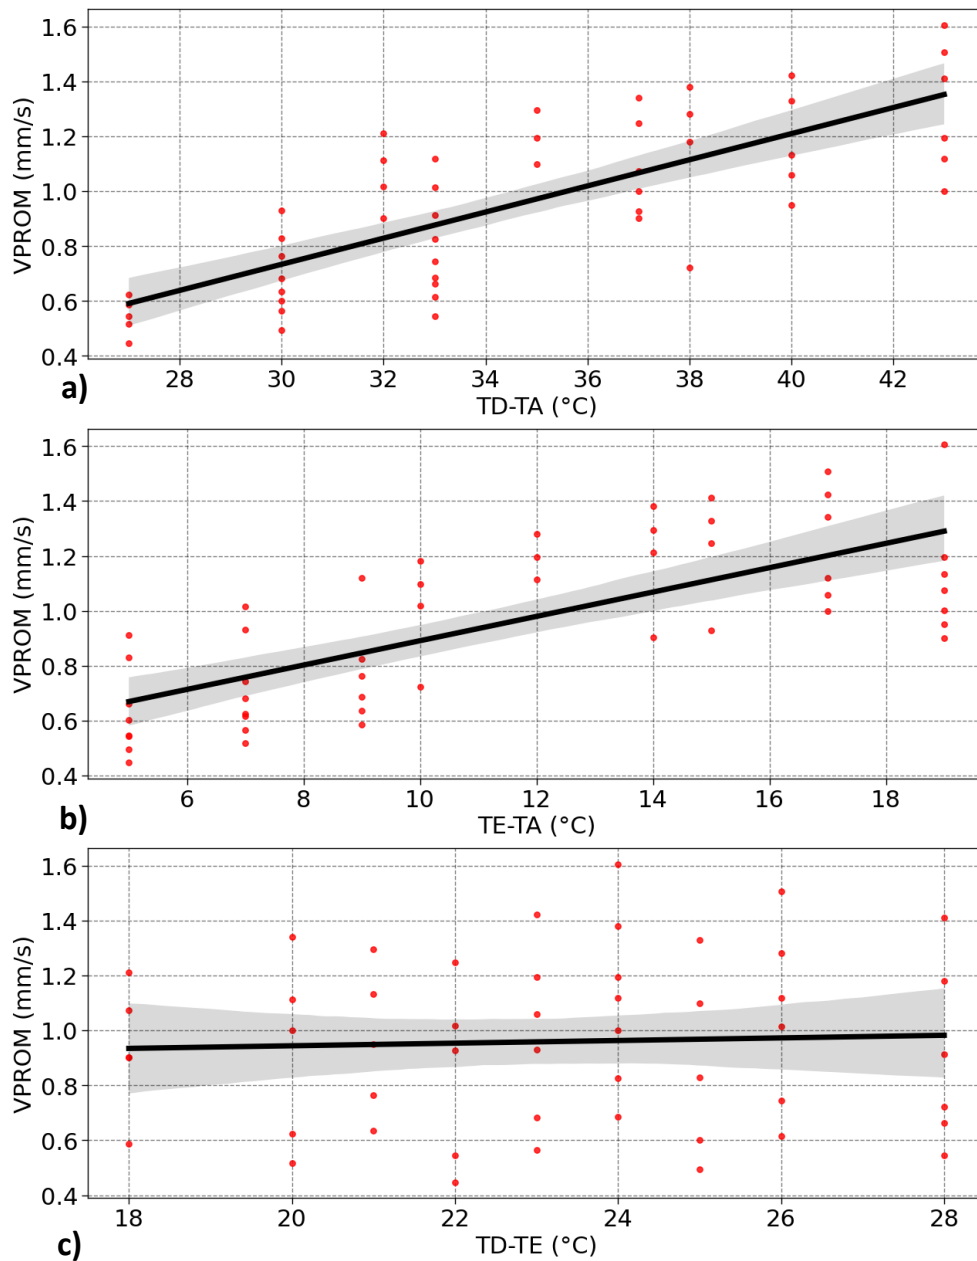 1.6
1.4
1.2
1.0
0.8
0.6
0.4
VPROM (mm/s)
28 30 32 34 36 38 40 42
TD-TA (°C)
a)
1.6
1.4
1.2
1.0
0.8
0.6
0.4
VPROM (mm/s)
6 8 10 12 14 16 18
TE-TA (°C)
b)
1.6
1.4
1.2
1.0
0.8
0.6
0.4
VPROM (mm/s)
18 20 22 24 26 28
TD-TE (°C)
c)